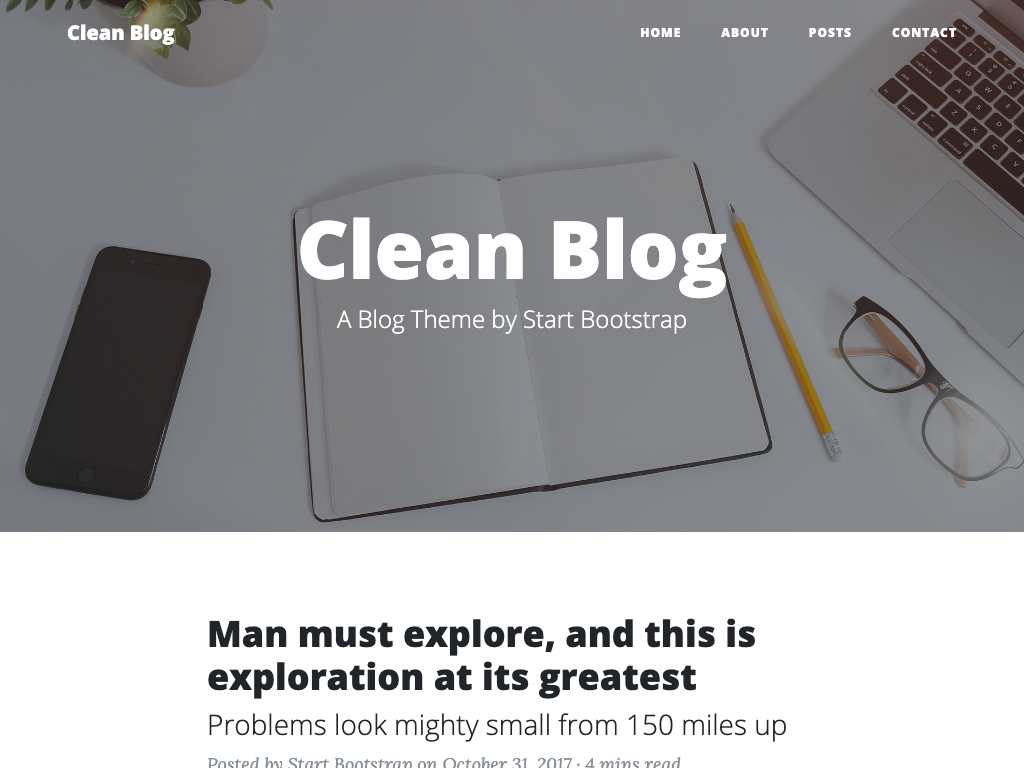 Clean Blog
HOME ABOUT POSTS CONTACT
Clean Blog
A Blog Theme by Start Bootstrap
Man must explore, and this is
exploration at its greatest
Problems look mighty small from 150 miles up
Posted by Start Bootstrap on October 31, 2017 · 4 mins read